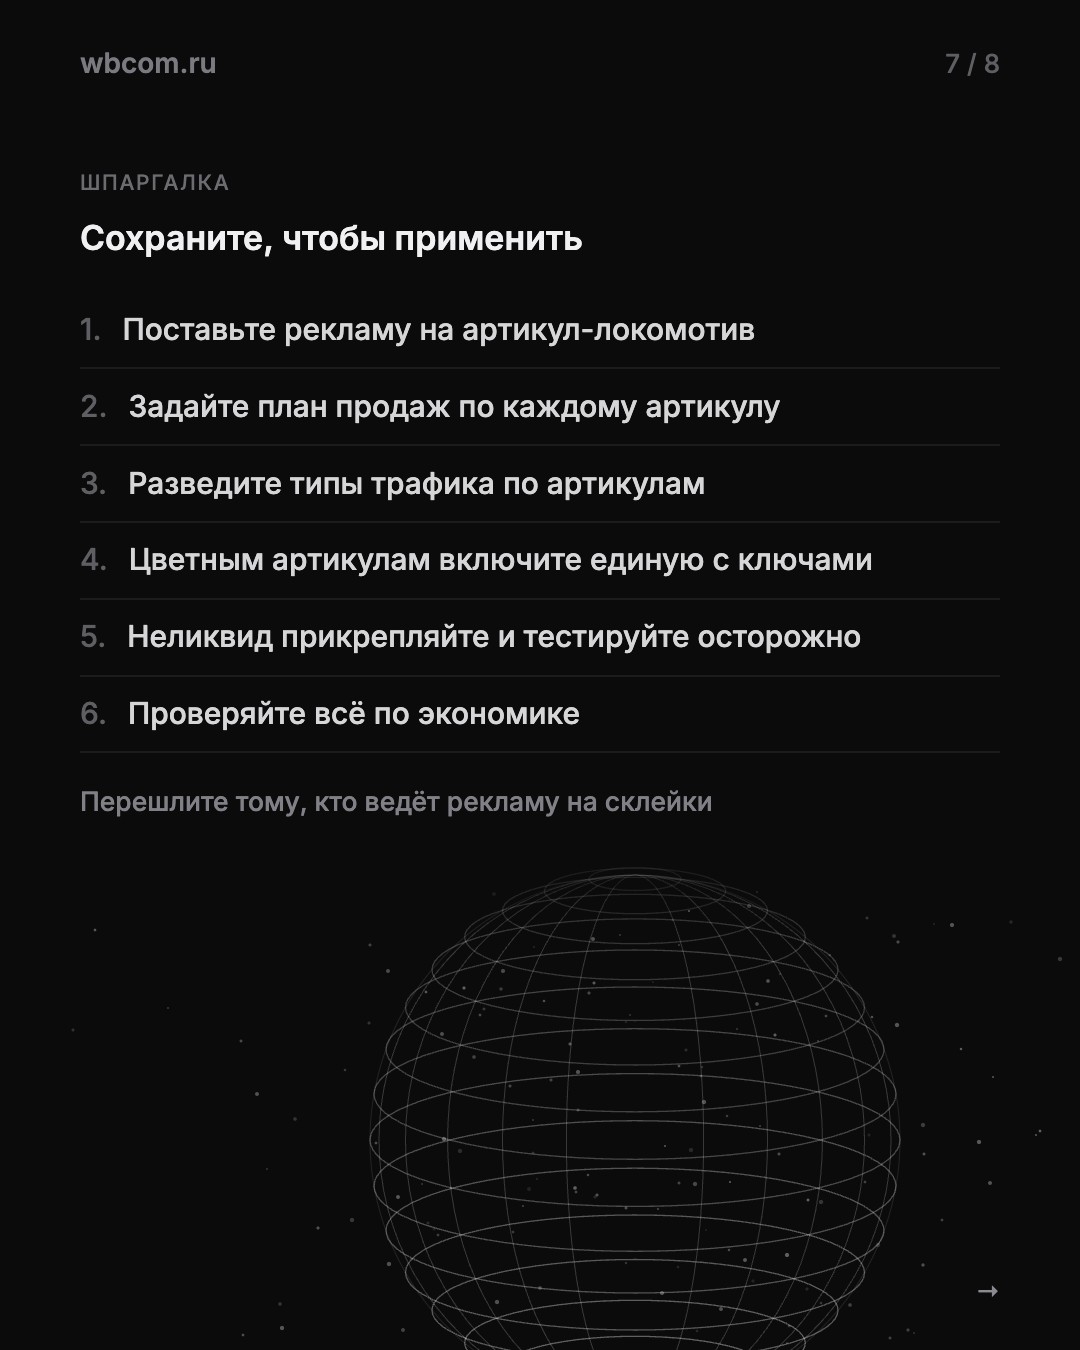 wbcom.ru
7 / 8
ШПАРГАЛКА
Сохраните, чтобы применить
1. Поставьте рекламу на артикул-локомотив
2. Задайте план продаж по каждому артикулу
3. Разведите типы трафика по артикулам
4. Цветным артикулам включите единую с ключами
5. Неликвид прикрепляйте и тестируйте осторожно
6. Проверяйте всё по экономике
Перешлите тому, кто ведёт рекламу на склейки
→